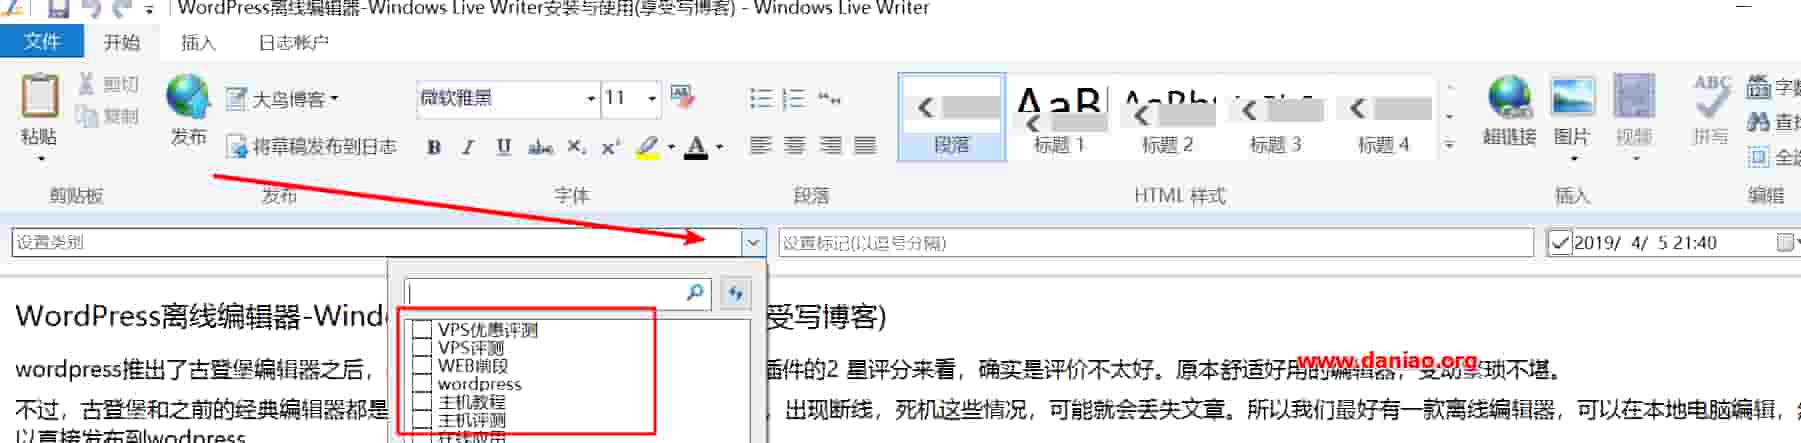 WordPress离线编辑器-Windows Live Writer安装与使用(享受写博客) - Windows Live Writer
文件 开始 插入 日志帐户
粘贴 剪切 复制
发布 大鸟博客
将草稿发布到日志
微软雅黑 11
B I U abc X₂ X² A
AaB AaBb
段落 标题 1 标题 2 标题 3 标题 4
超链接 图片 视频
ABC 拼写
ABC 123 字数
查找
全选
剪贴板 发布 字体 段落 HTML 样式 插入 编辑
设置类别 设置标记(以逗号分隔) 2019/ 4/ 5 21:40
VPS优惠评测
VPS评测
WEB前段
wordpress
主机教程
主机评测
在线应用
WordPress离线编辑器-Wind 受写博客)
wordpress推出了古登堡编辑器之后, 插件的2 星评分来看，确实是评价不太好。原本舒适好用的编辑器，变动繁琐不堪。
www.daniao.org
不过，古登堡和之前的经典编辑器都是 ，出现断线，死机这些情况，可能就会丢失文章。所以我们最好有一款离线编辑器，可以在本地电脑编辑，
以直接发布到wodpress